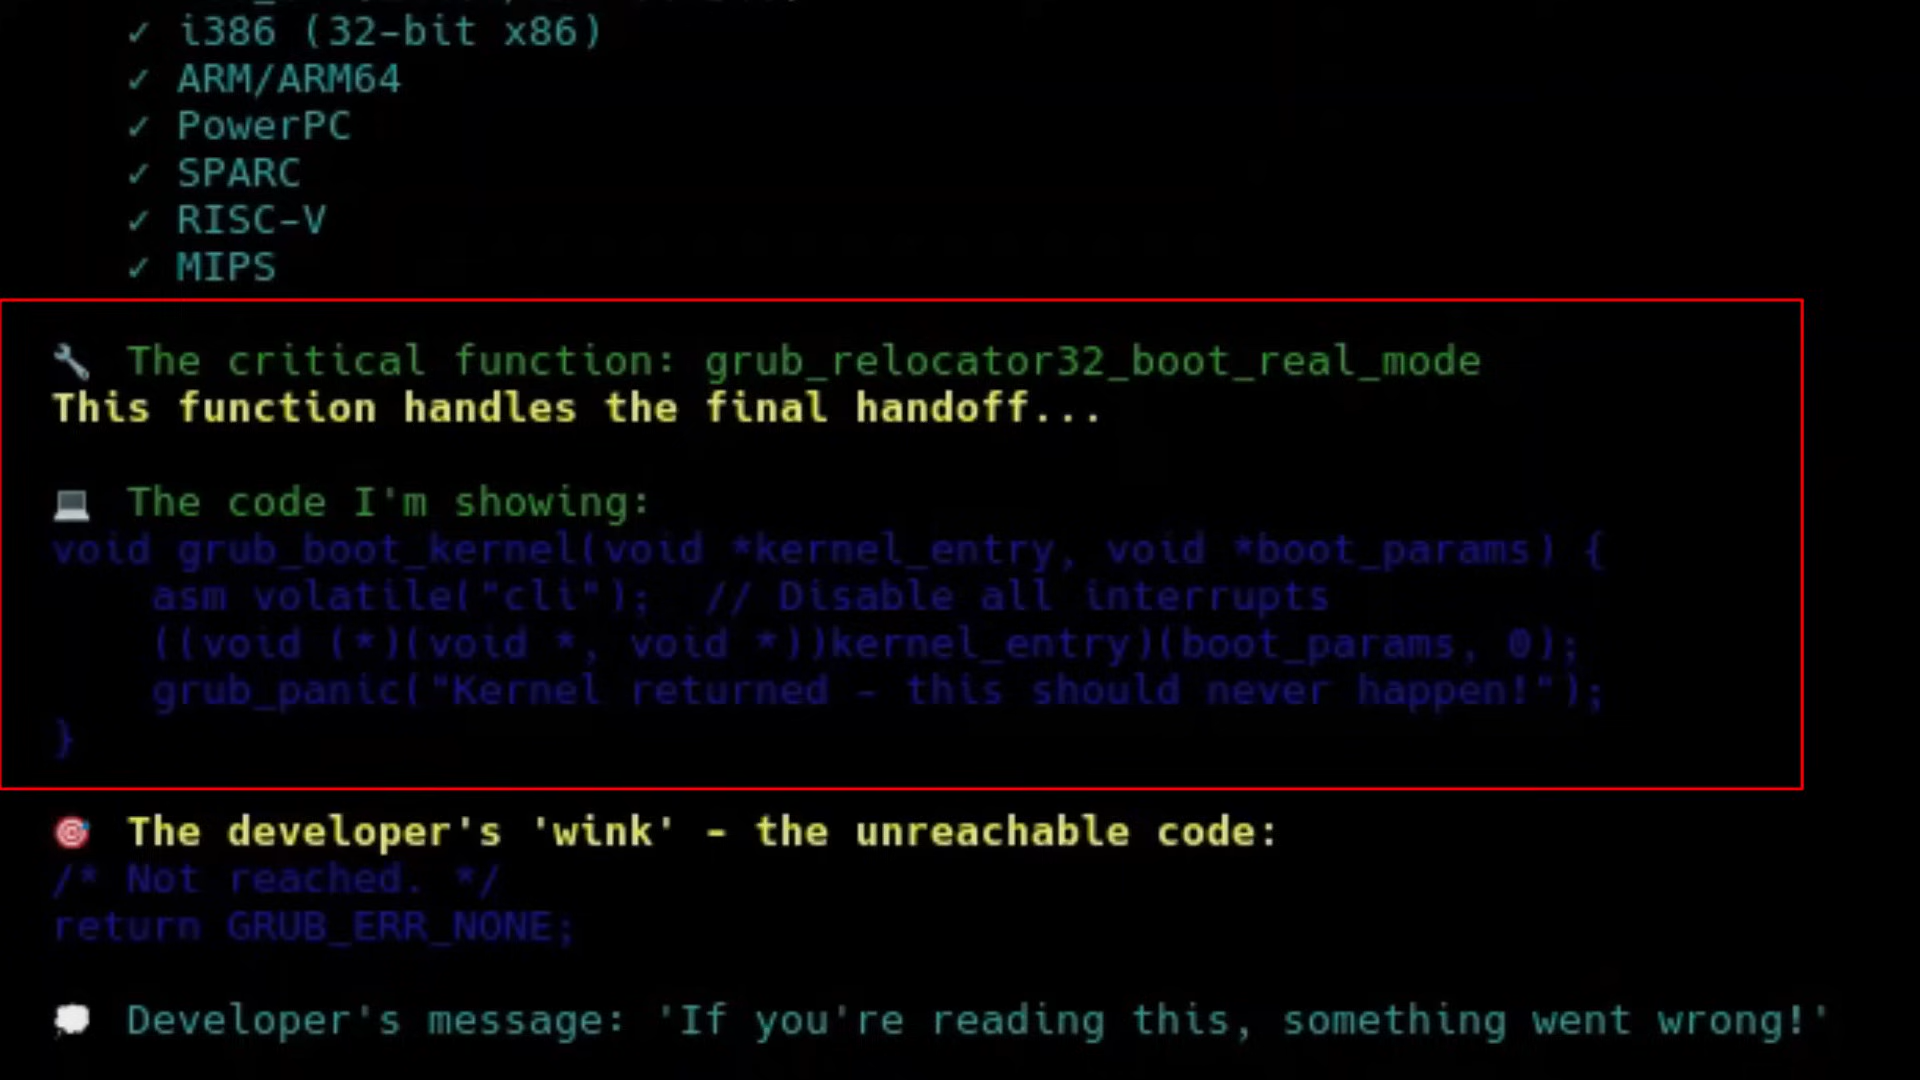 ✓ i386 (32-bit x86)
✓ ARM/ARM64
✓ PowerPC
✓ SPARC
✓ RISC-V
✓ MIPS
🔧 The critical function: grub_relocator32_boot_real_mode
This function handles the final handoff...
💻 The code I'm showing:
void grub_boot_kernel(void *kernel_entry, void *boot_params) {
    asm volatile("cli");  // Disable all interrupts
    ((void (*)(void *, void *))kernel_entry)(boot_params, 0);
    grub_panic("Kernel returned - this should never happen!");
}
🎯 The developer's 'wink' - the unreachable code:
/* Not reached. */
return GRUB_ERR_NONE;
💭 Developer's message: 'If you're reading this, something went wrong!'